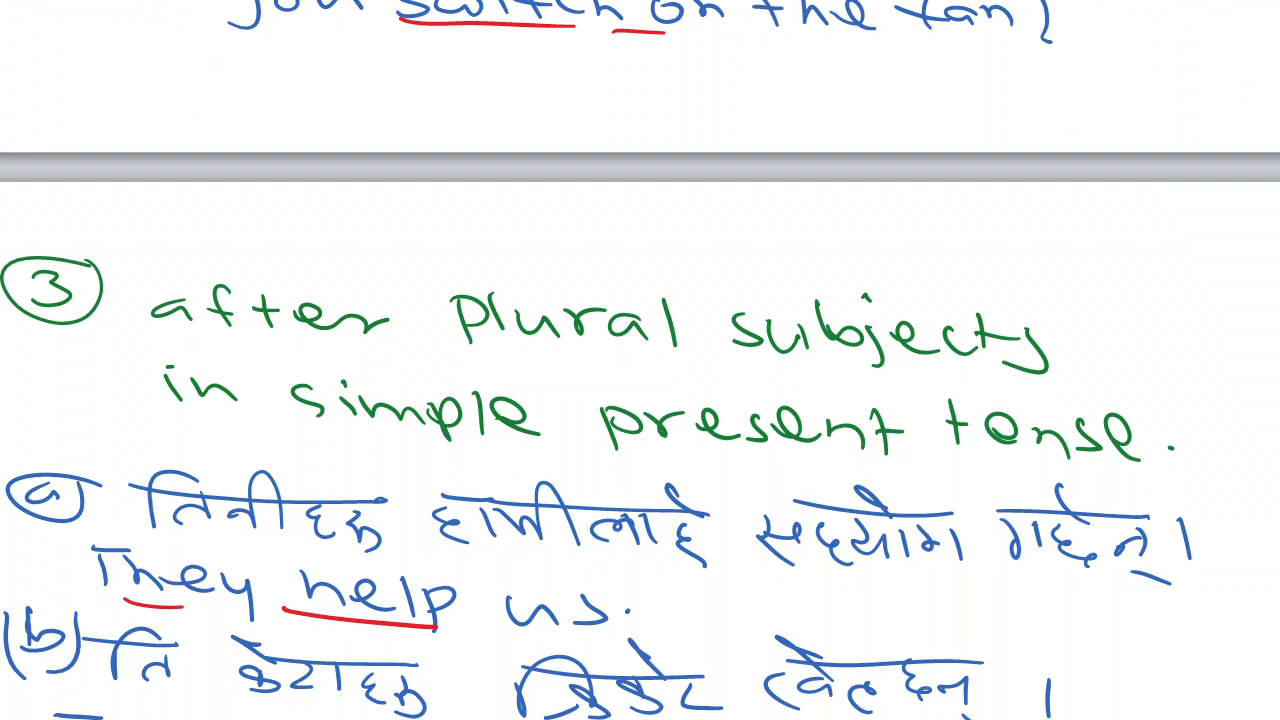 you switch on the fan?
3 after plural subjects
in simple present tense.
(a) तिनीहरू हामीलाई सहयोग गर्छन् ।
They help us.
(b) ति केटाहरू क्रिकेट खेल्छन् ।